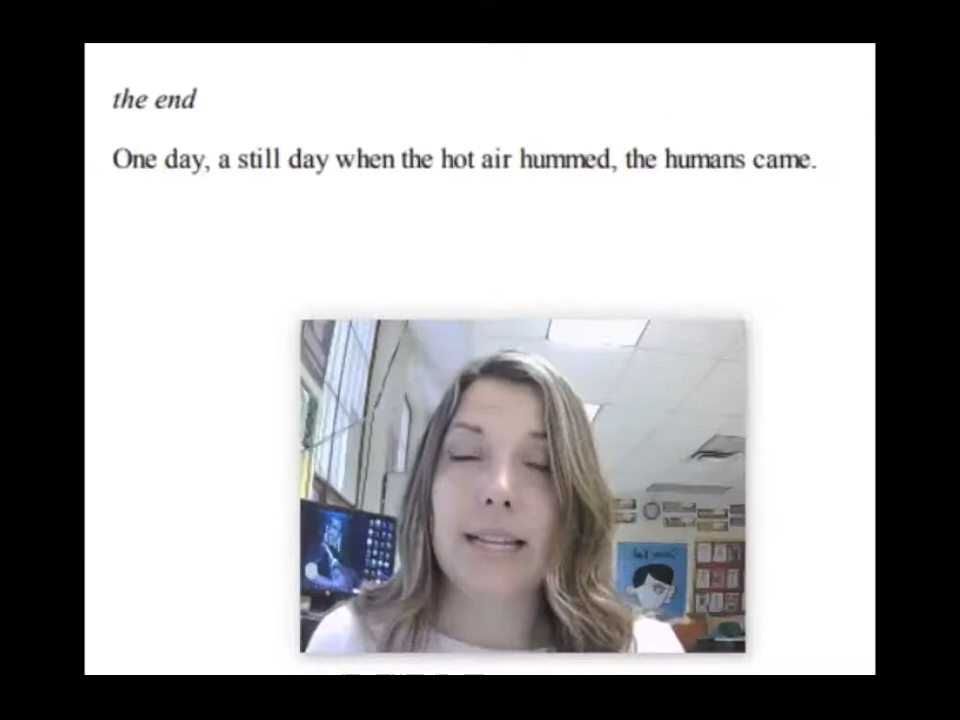 the end
One day, a still day when the hot air hummed, the humans came.